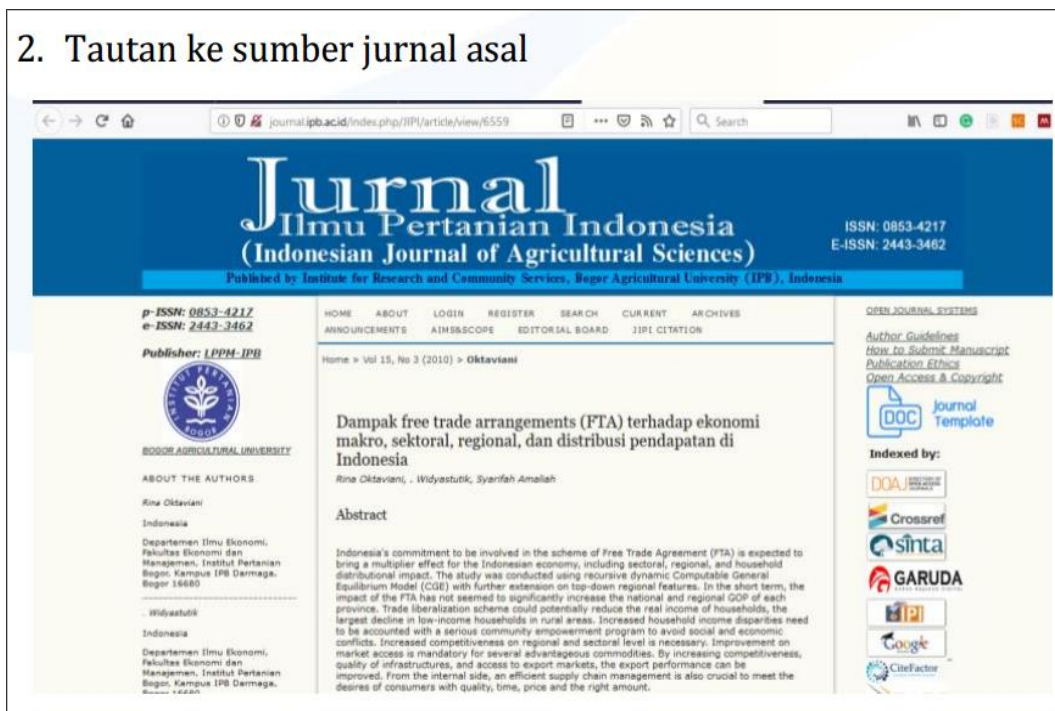 2. Tautan ke sumber jurnal asal
journal.ipb.ac.id/index.php/JIPI/article/view/6559
Search
Jurnal
Ilmu Pertanian Indonesia
(Indonesian Journal of Agricultural Sciences)
ISSN: 0853-4217
E-ISSN: 2443-3462
Published by Institute for Research and Community Services, Bogor Agricultural University (IPB), Indonesia
p-ISSN: 0853-4217
e-ISSN: 2443-3462
Publisher: LPPM-IPB
INSTITUT PERTANIAN
BOGOR
BOGOR AGRICULTURAL UNIVERSITY
ABOUT THE AUTHORS
Rina Oktaviani
Indonesia
Departemen Ilmu Ekonomi,
Fakultas Ekonomi dan
Manajemen, Institut Pertanian
Bogor, Kampus IPB Darmaga,
Bogor 16680
. Widyastutik
Indonesia
Departemen Ilmu Ekonomi,
Fakultas Ekonomi dan
Manajemen, Institut Pertanian
Bogor, Kampus IPB Darmaga,
Bogor 16680
HOME ABOUT LOGIN REGISTER SEARCH CURRENT ARCHIVES
ANNOUNCEMENTS AIMS&SCOPE EDITORIAL BOARD JIPI CITATION
Home > Vol 15, No 3 (2010) > Oktaviani
Dampak free trade arrangements (FTA) terhadap ekonomi
makro, sektoral, regional, dan distribusi pendapatan di
Indonesia
Rina Oktaviani, . Widyastutik, Syarifah Amaliah
Abstract
Indonesia's commitment to be involved in the scheme of Free Trade Agreement (FTA) is expected to
bring a multiplier effect for the Indonesian economy, including sectoral, regional, and household
distributional impact. The study was conducted using recursive dynamic Computable General
Equilibrium Model (CGE) with further extension on top-down regional features. In the short term, the
impact of the FTA has not seemed to significantly increase the national and regional GDP of each
province. Trade liberalization scheme could potentially reduce the real income of households, the
largest decline in low-income households in rural areas. Increased household income disparities need
to be accounted with a serious community empowerment program to avoid social and economic
conflicts. Increased competitiveness on regional and sectoral level is necessary. Improvement on
market access is mandatory for several advantageous commodities. By increasing competitiveness,
quality of infrastructures, and access to export markets, the export performance can be
improved. From the internal side, an efficient supply chain management is also crucial to meet the
desires of consumers with quality, time, price and the right amount.
OPEN JOURNAL SYSTEMS
Author Guidelines
How to Submit Manuscript
Publication Ethics
Open Access & Copyright
DOC Journal
Template
Indexed by:
DOAJ
Crossref
sinta
GARUDA
IPI
Google
CiteFactor